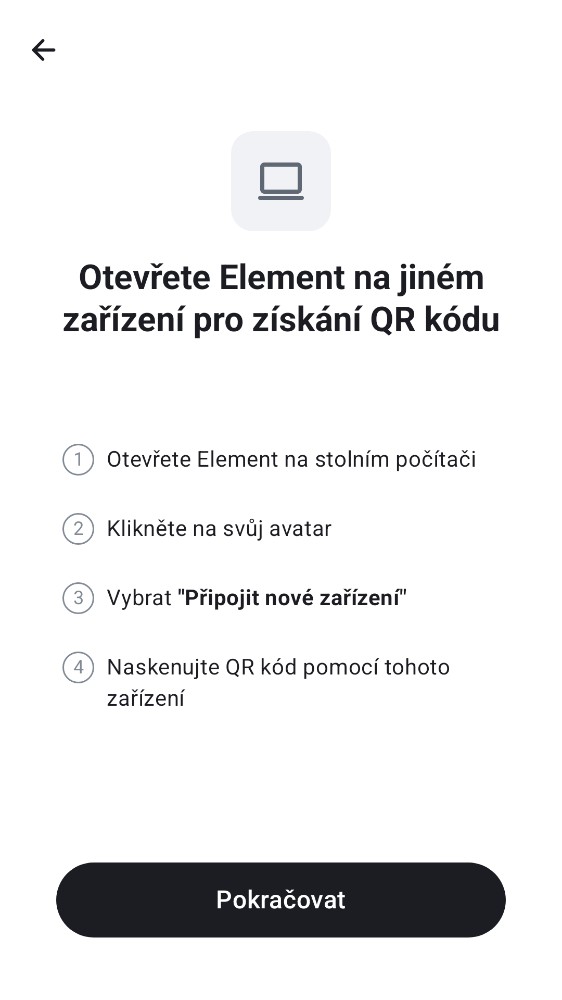 Otevřete Element na jiném
zařízení pro získání QR kódu
1 Otevřete Element na stolním počítači
2 Klikněte na svůj avatar
3 Vybrat "Připojit nové zařízení"
4 Naskenujte QR kód pomocí tohoto
zařízení
Pokračovat